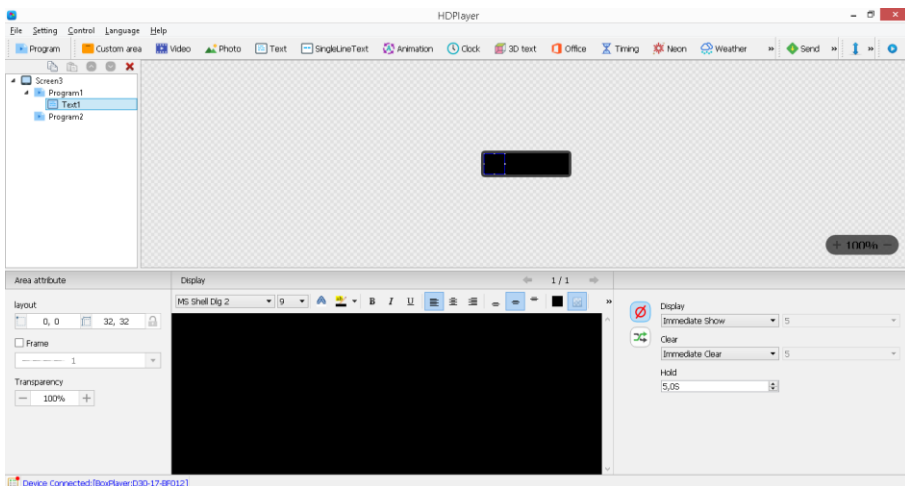 HDPlayer
File Setting Control Language Help
Program Custom area Video Photo Text SingleLineText Animation Clock 3D text Office Timing Neon Weather » Send » »
Screen3
Program1
Text1
Program2
+ 100% −
Area attribute
Display 1 / 1
layout
0, 0 32, 32
Frame
1
Transparency
− 100% +
MS Shell Dlg 2 9 B I U »
Display
Immediate Show 5
Clear
Immediate Clear 5
Hold
5,0S
Device Connected:[BoxPlayer:D30-17-BF012]